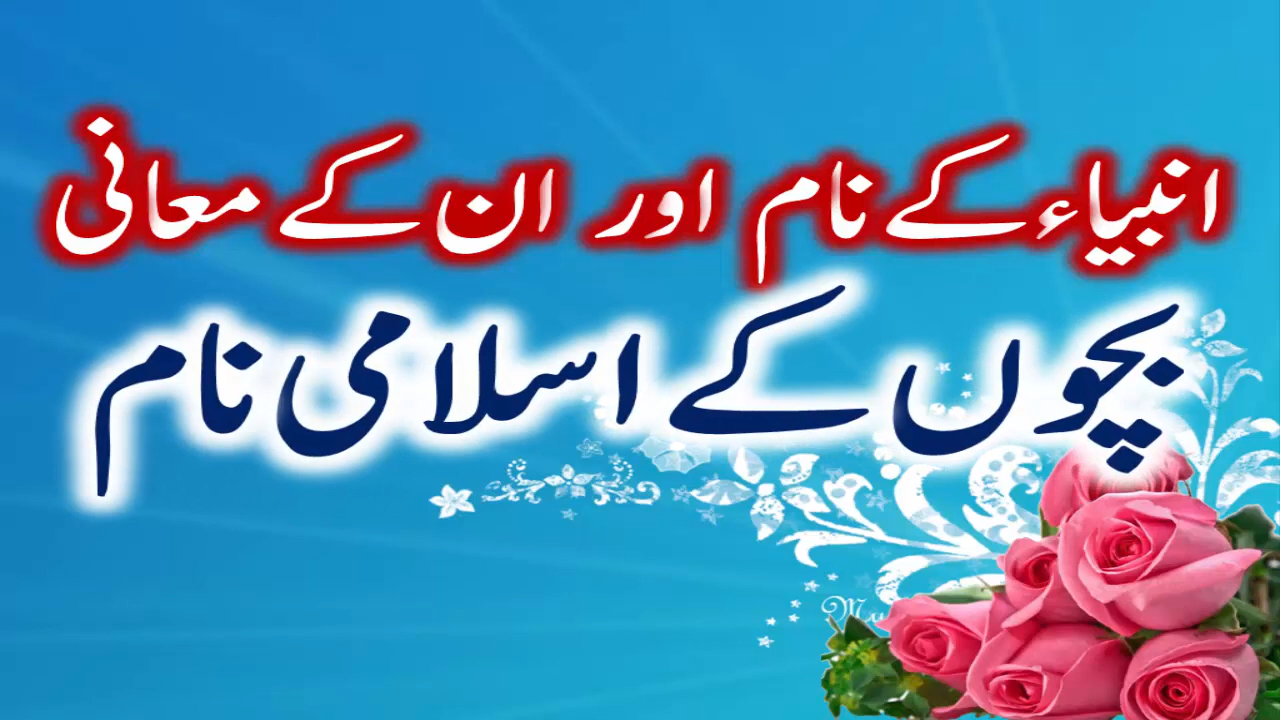 انبیاء کے نام اور ان کے معانی
بچوں کے اسلامی نام